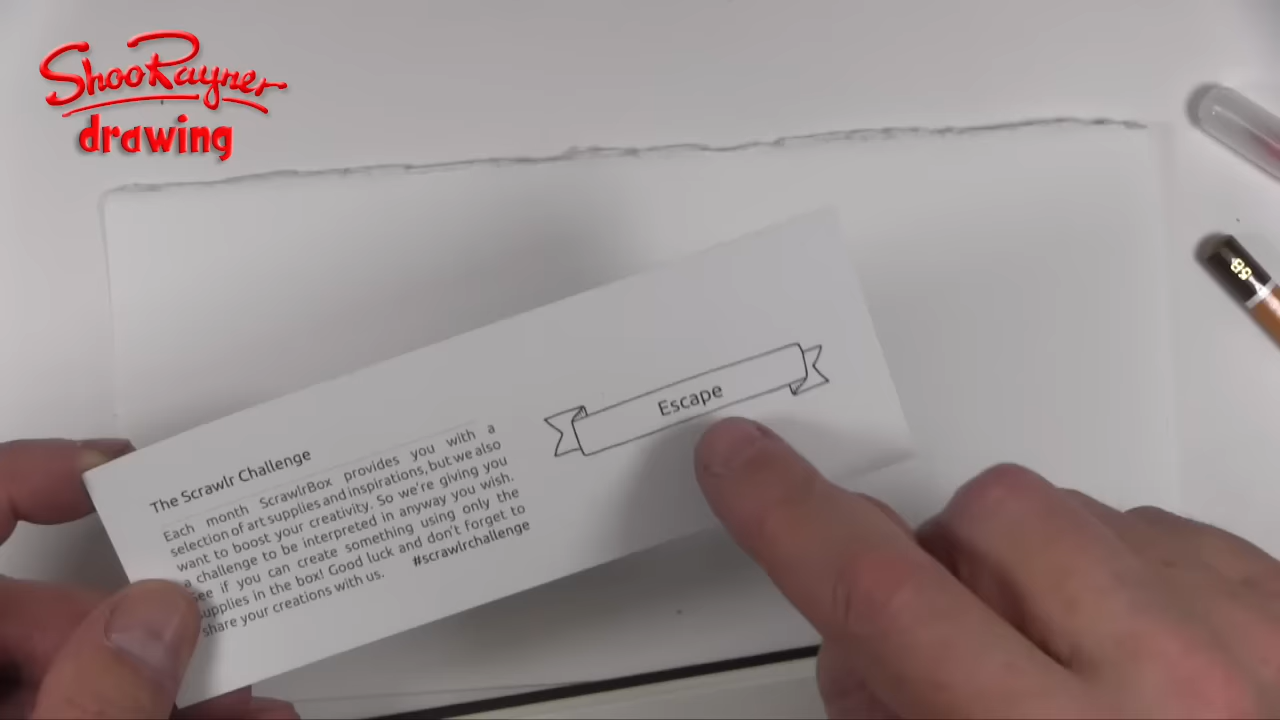 ShooRayner
drawing
6B
Escape
The Scrawlr Challenge
Each month ScrawlrBox provides you with a
selection of art supplies and inspirations, but we also
want to boost your creativity. So we're giving you
a challenge to be interpreted in anyway you wish.
See if you can create something using only the
supplies in the box! Good luck and don't forget to
share your creations with us. #scrawlrchallenge